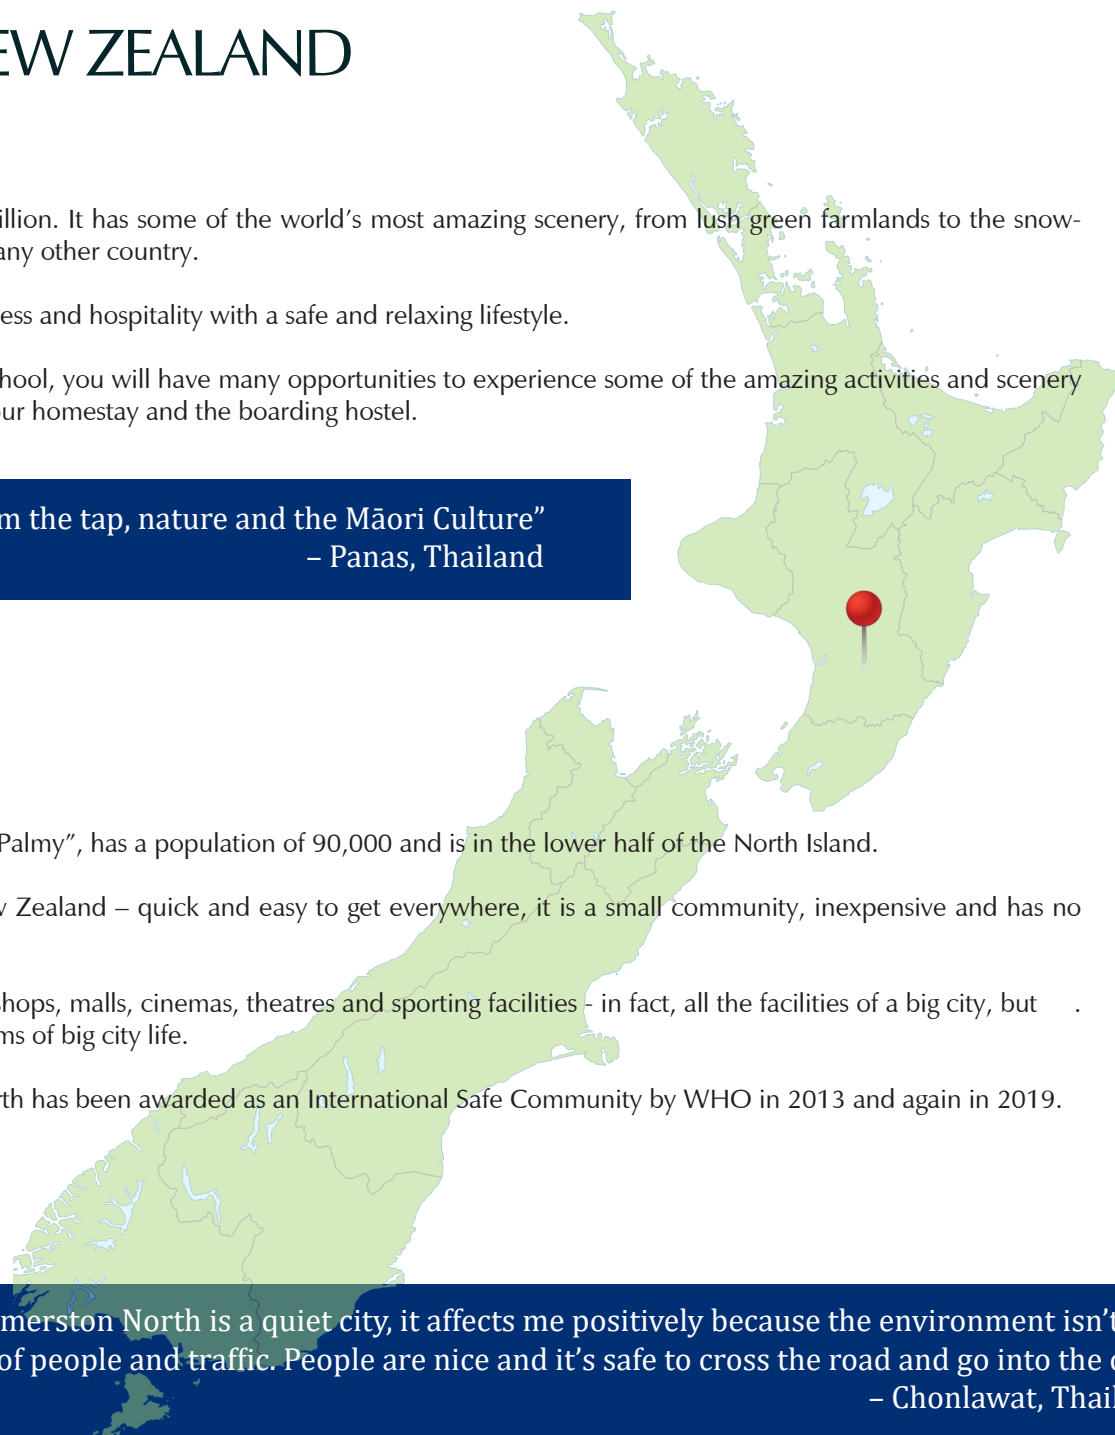 EW ZEALAND
illion. It has some of the world’s most amazing scenery, from lush green farmlands to the snow-
any other country.
ess and hospitality with a safe and relaxing lifestyle.
hool, you will have many opportunities to experience some of the amazing activities and scenery
our homestay and the boarding hostel.
m the tap, nature and the Māori Culture”
– Panas, Thailand
Palmy”, has a population of 90,000 and is in the lower half of the North Island.
w Zealand – quick and easy to get everywhere, it is a small community, inexpensive and has no
shops, malls, cinemas, theatres and sporting facilities - in fact, all the facilities of a big city, but .
ms of big city life.
rth has been awarded as an International Safe Community by WHO in 2013 and again in 2019.
merston North is a quiet city, it affects me positively because the environment isn’t
of people and traffic. People are nice and it’s safe to cross the road and go into the c
– Chonlawat, Thail